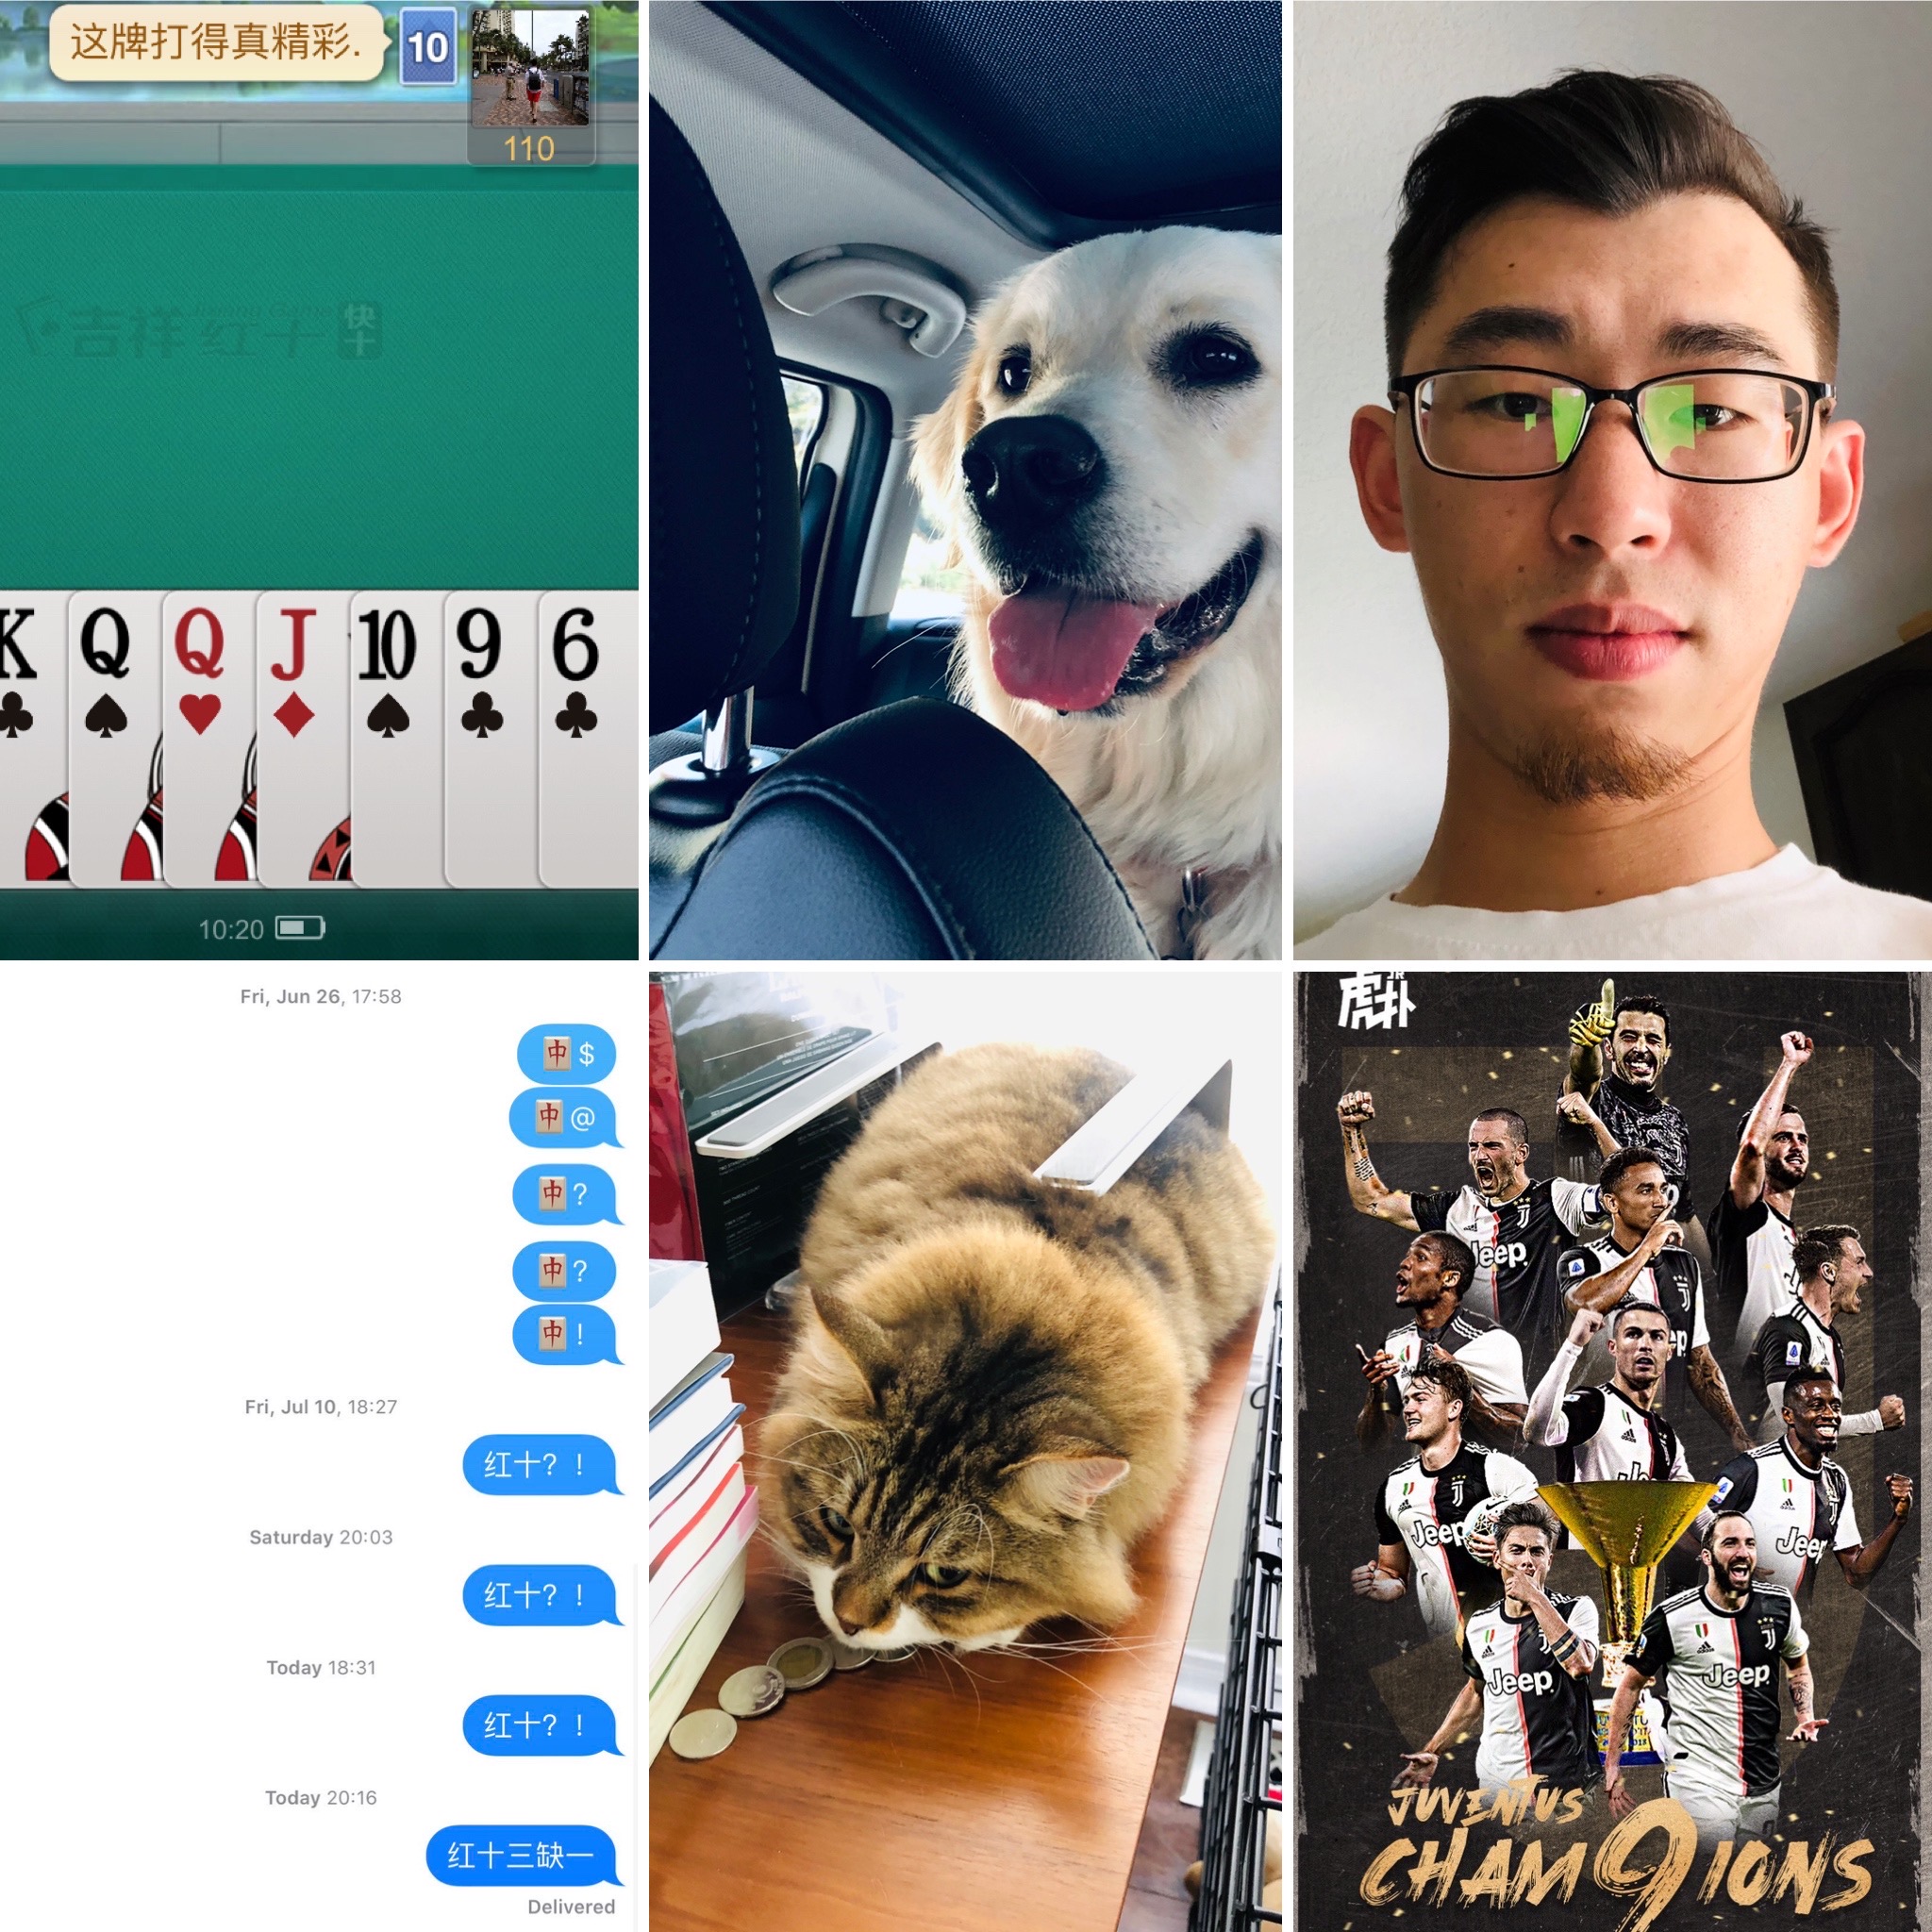 这牌打得真精彩.
10
110
吉祥红十
快
K
Q
Q
J
10
9
6
10:20
Fri, Jun 26, 17:58
🀄$
🀄@
🀄?
🀄?
🀄!
Fri, Jul 10, 18:27
红十? !
Saturday 20:03
红十? !
Today 18:31
红十? !
Today 20:16
红十三缺一
Delivered
虎扑
Jeep
Jeep
Jeep
Jeep
Jeep
JUVENTUS
CHAM9IONS